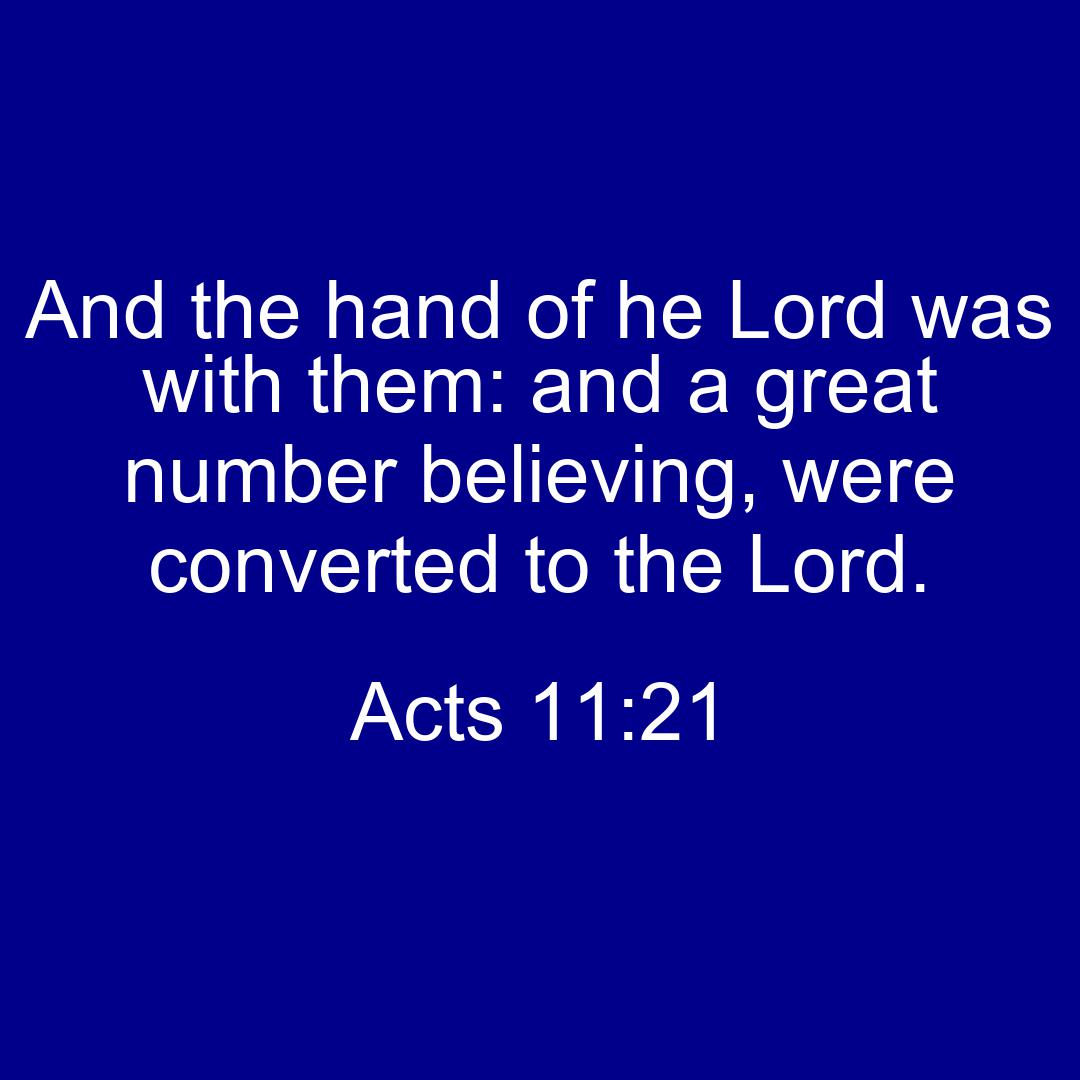 And the hand of he Lord was
with them: and a great
number believing, were
converted to the Lord.
Acts 11:21